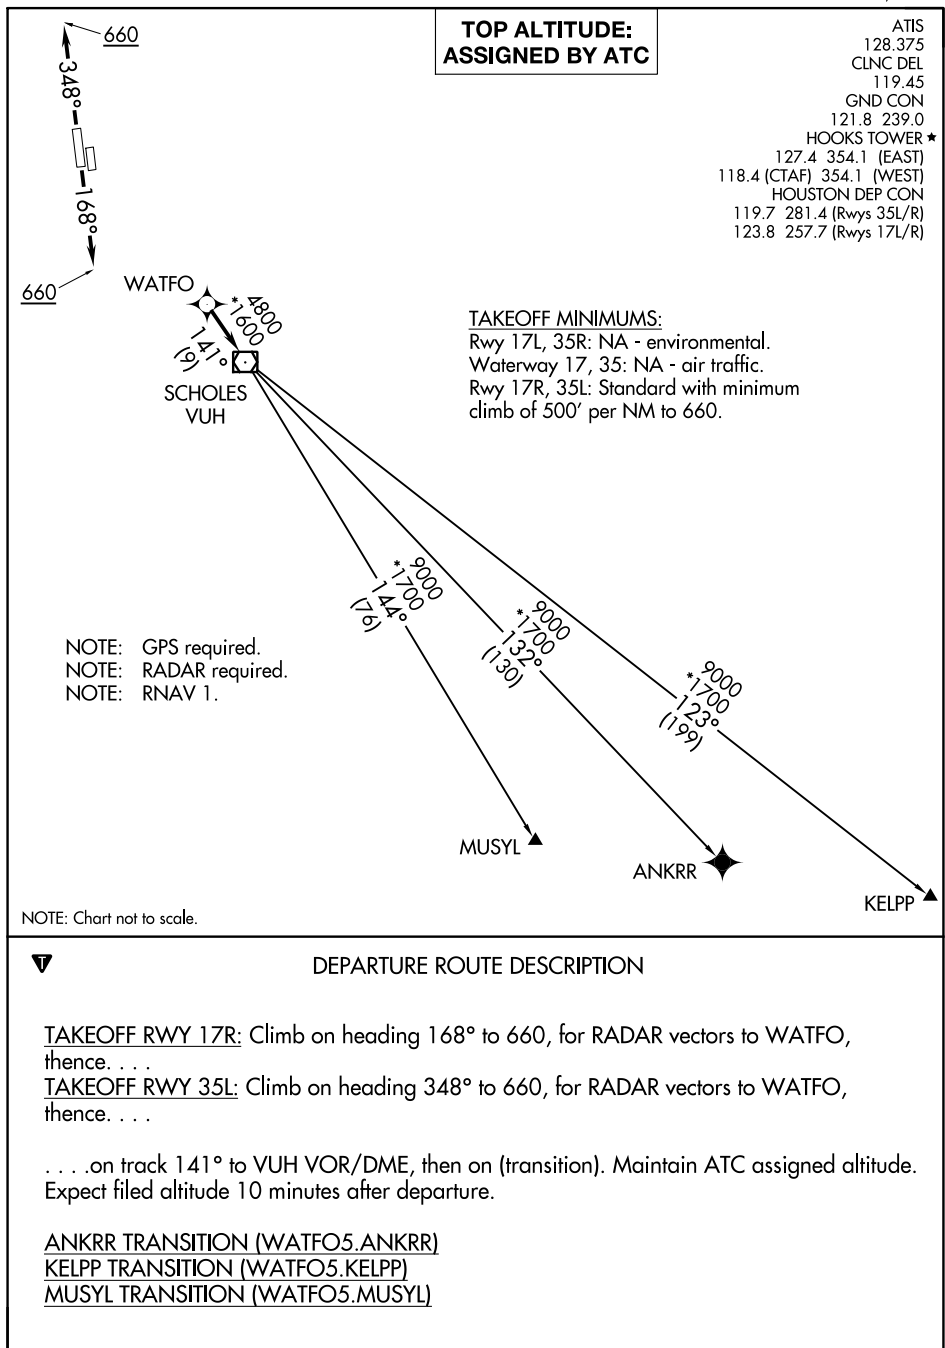 TOP ALTITUDE:
ASSIGNED BY ATC
ATIS
128.375
CLNC DEL
119.45
GND CON
121.8 239.0
HOOKS TOWER ★
127.4 354.1 (EAST)
118.4 (CTAF) 354.1 (WEST)
HOUSTON DEP CON
119.7 281.4 (Rwys 35L/R)
123.8 257.7 (Rwys 17L/R)
660
348°
168°
660
WATFO
4800
*1600
141°
(9)
SCHOLES
VUH
TAKEOFF MINIMUMS:
Rwy 17L, 35R: NA - environmental.
Waterway 17, 35: NA - air traffic.
Rwy 17R, 35L: Standard with minimum
climb of 500′ per NM to 660.
9000
*1700
144°
(76)
9000
*1700
132°
(130)
9000
*1700
123°
(199)
NOTE: GPS required.
NOTE: RADAR required.
NOTE: RNAV 1.
MUSYL
ANKRR
KELPP
NOTE: Chart not to scale.
T
DEPARTURE ROUTE DESCRIPTION
TAKEOFF RWY 17R: Climb on heading 168° to 660, for RADAR vectors to WATFO,
thence. . . .
TAKEOFF RWY 35L: Climb on heading 348° to 660, for RADAR vectors to WATFO,
thence. . . .
. . . .on track 141° to VUH VOR/DME, then on (transition). Maintain ATC assigned altitude.
Expect filed altitude 10 minutes after departure.
ANKRR TRANSITION (WATFO5.ANKRR)
KELPP TRANSITION (WATFO5.KELPP)
MUSYL TRANSITION (WATFO5.MUSYL)